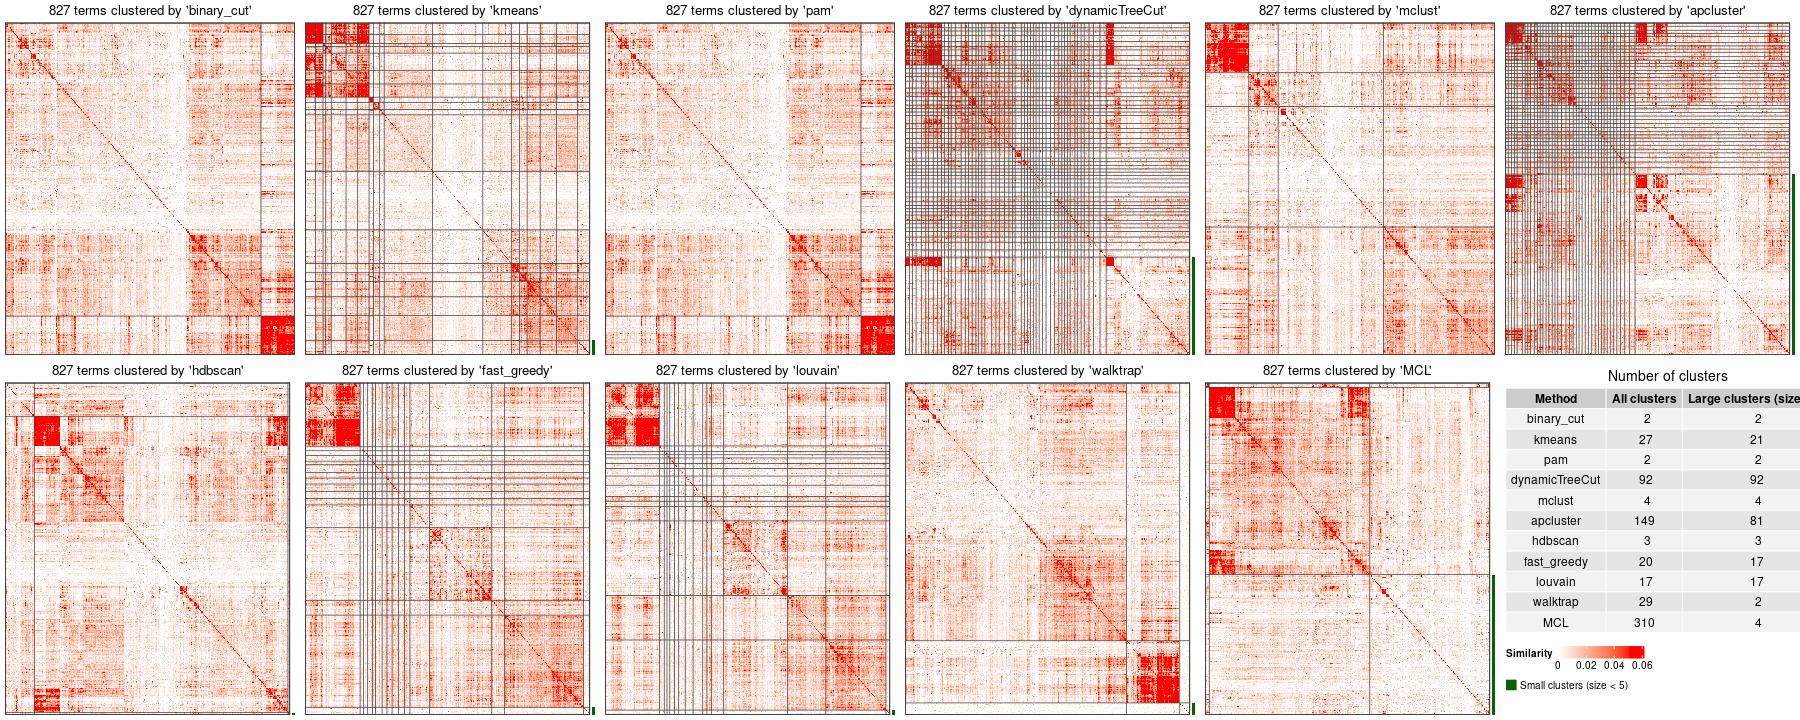 827 terms clustered by 'binary_cut'
827 terms clustered by 'kmeans'
827 terms clustered by 'pam'
827 terms clustered by 'dynamicTreeCut'
827 terms clustered by 'mclust'
827 terms clustered by 'apcluster'
827 terms clustered by 'hdbscan'
827 terms clustered by 'fast_greedy'
827 terms clustered by 'louvain'
827 terms clustered by 'walktrap'
827 terms clustered by 'MCL'
Number of clusters
Method All clusters Large clusters (size
binary_cut 2 2
kmeans 27 21
pam 2 2
dynamicTreeCut 92 92
mclust 4 4
apcluster 149 81
hdbscan 3 3
fast_greedy 20 17
louvain 17 17
walktrap 29 2
MCL 310 4
Similarity
0 0.02 0.04 0.06
Small clusters (size < 5)